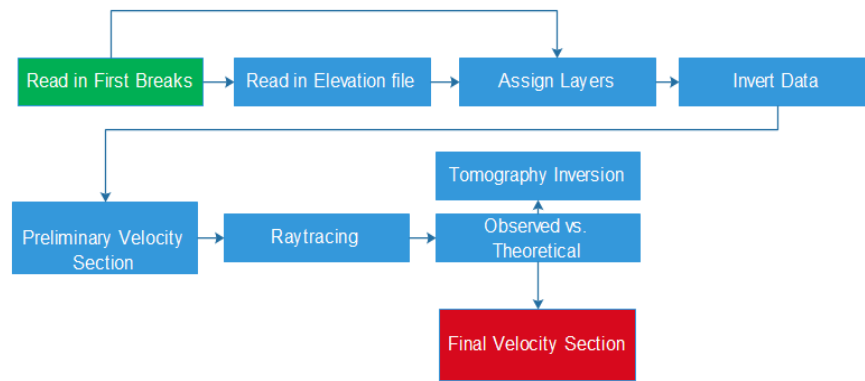 Read in First Breaks
Read in Elevation file
Assign Layers
Invert Data
Tomography Inversion
Preliminary Velocity
Section
Raytracing
Observed vs.
Theoretical
Final Velocity Section